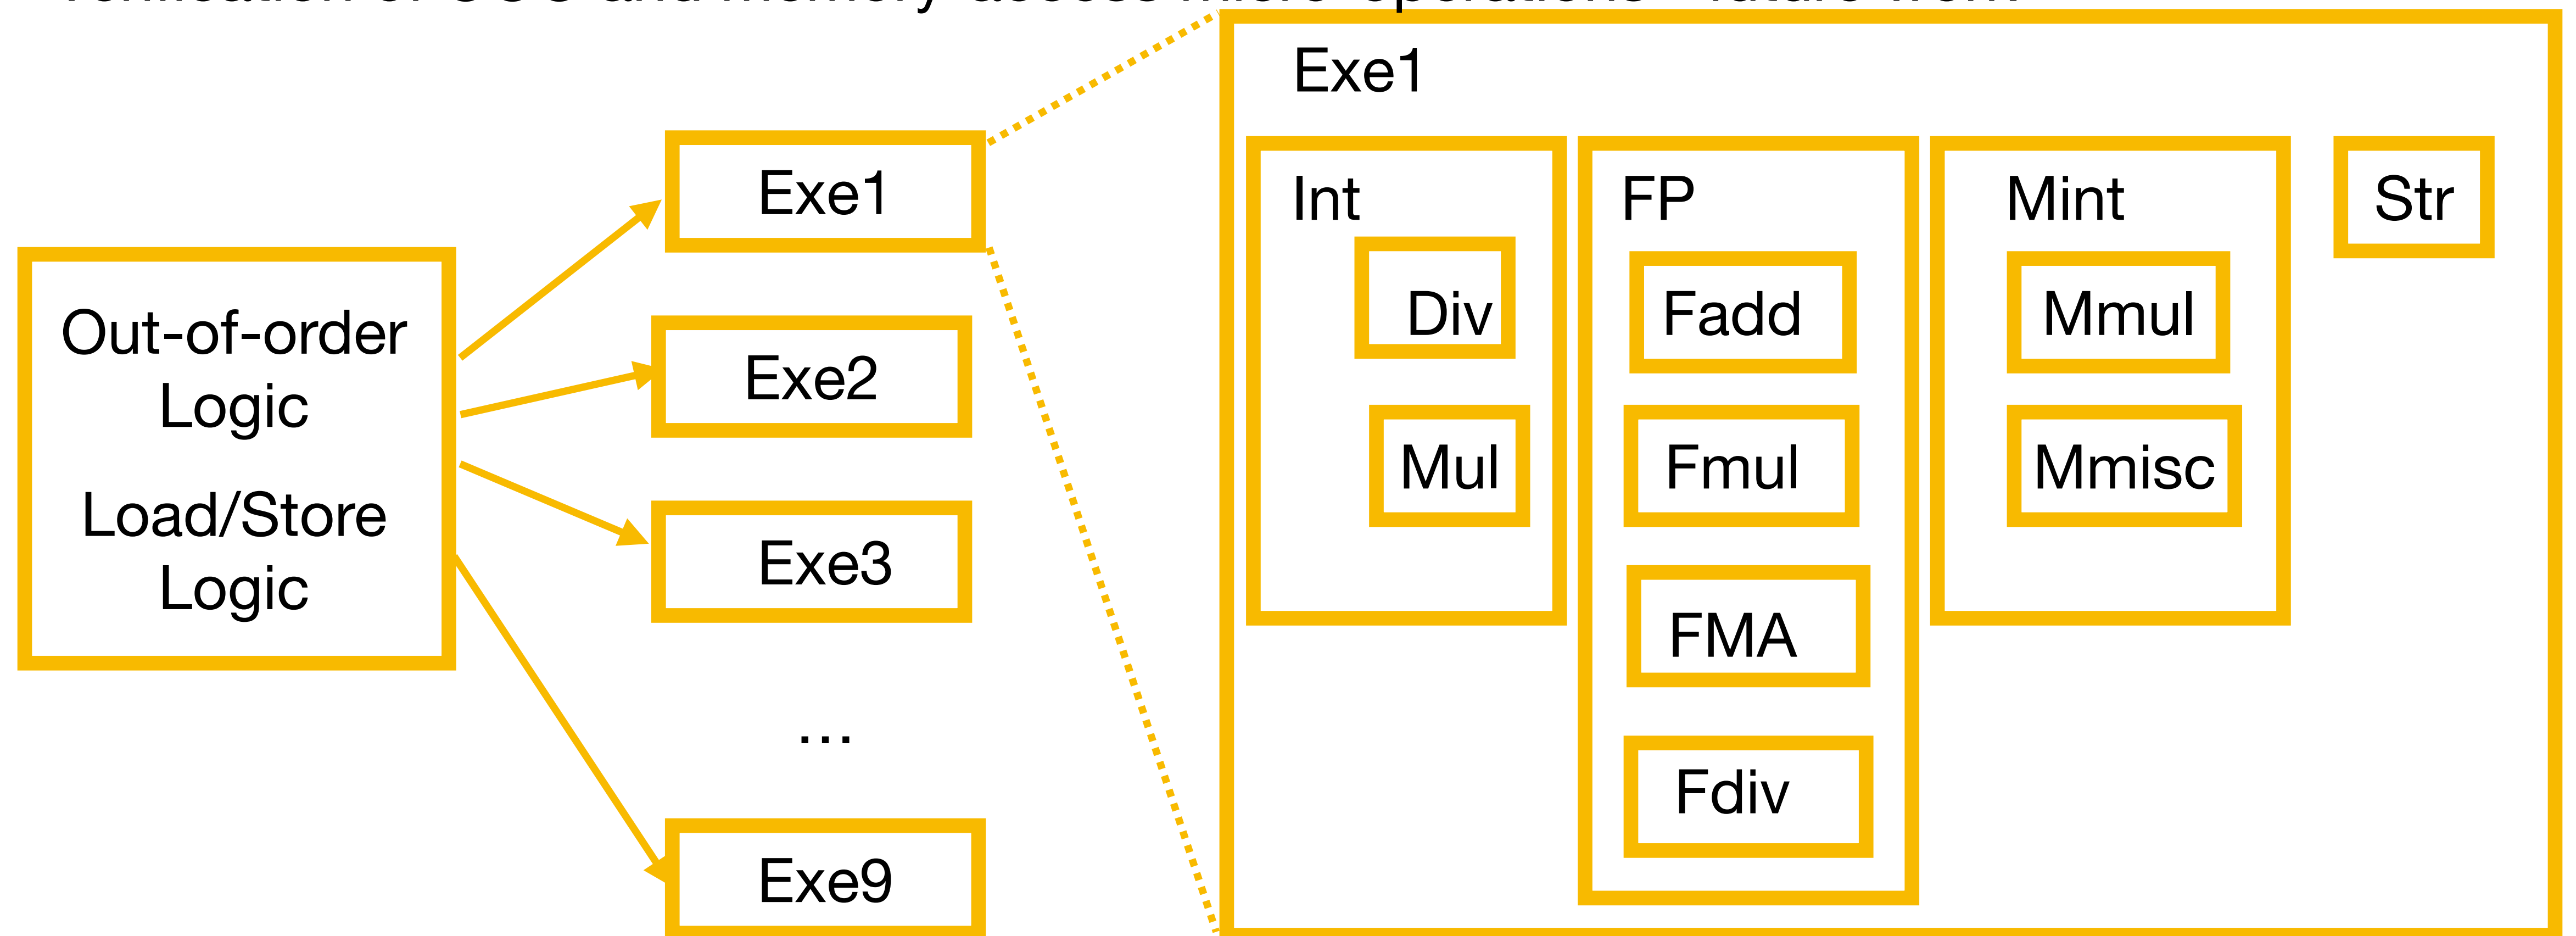 Exe1
Exe1
Int
FP
Mint
Str
Out-of-order
Logic
Load/Store
Logic
Exe2
Exe3
...
Exe9
Div
Fadd
Mmul
Mul
Fmul
Mmisc
FMA
Fdiv